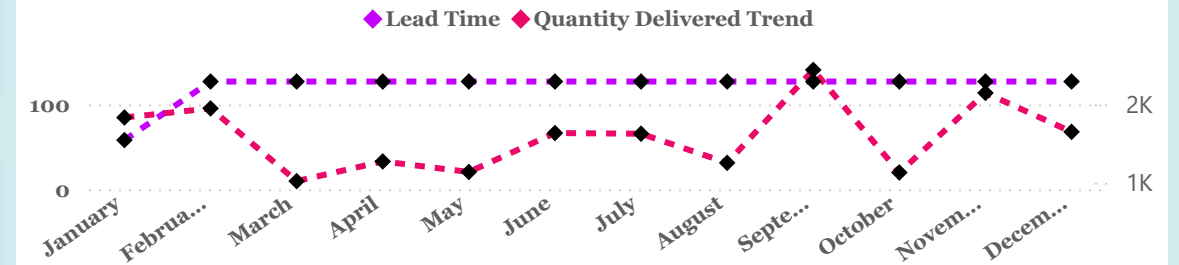 Lead Time Quantity Delivered Trend
100
2K
0
1K
January
Februa...
March
April
May
June
July
August
Septe...
October
Novem...
Decem...